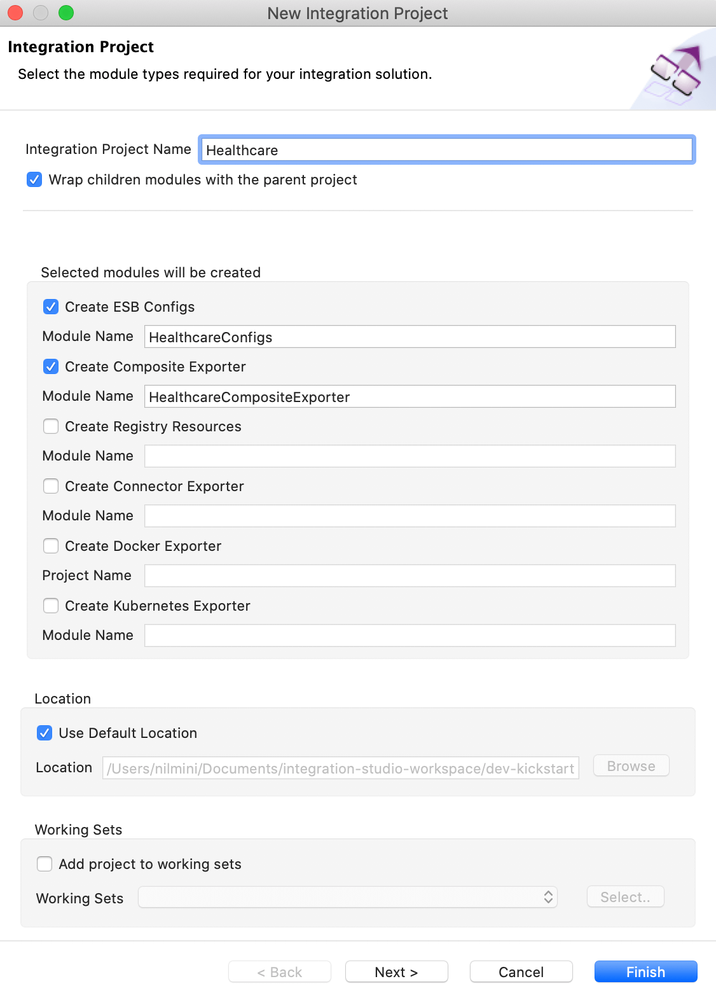 New Integration Project
Integration Project
Select the module types required for your integration solution.
Integration Project Name Healthcare
Wrap children modules with the parent project
Selected modules will be created
Create ESB Configs
Module Name HealthcareConfigs
Create Composite Exporter
Module Name HealthcareCompositeExporter
Create Registry Resources
Module Name
Create Connector Exporter
Module Name
Create Docker Exporter
Project Name
Create Kubernetes Exporter
Module Name
Location
Use Default Location
Location /Users/nilmini/Documents/integration-studio-workspace/dev-kickstart Browse
Working Sets
Add project to working sets
Working Sets Select..
< Back Next > Cancel Finish